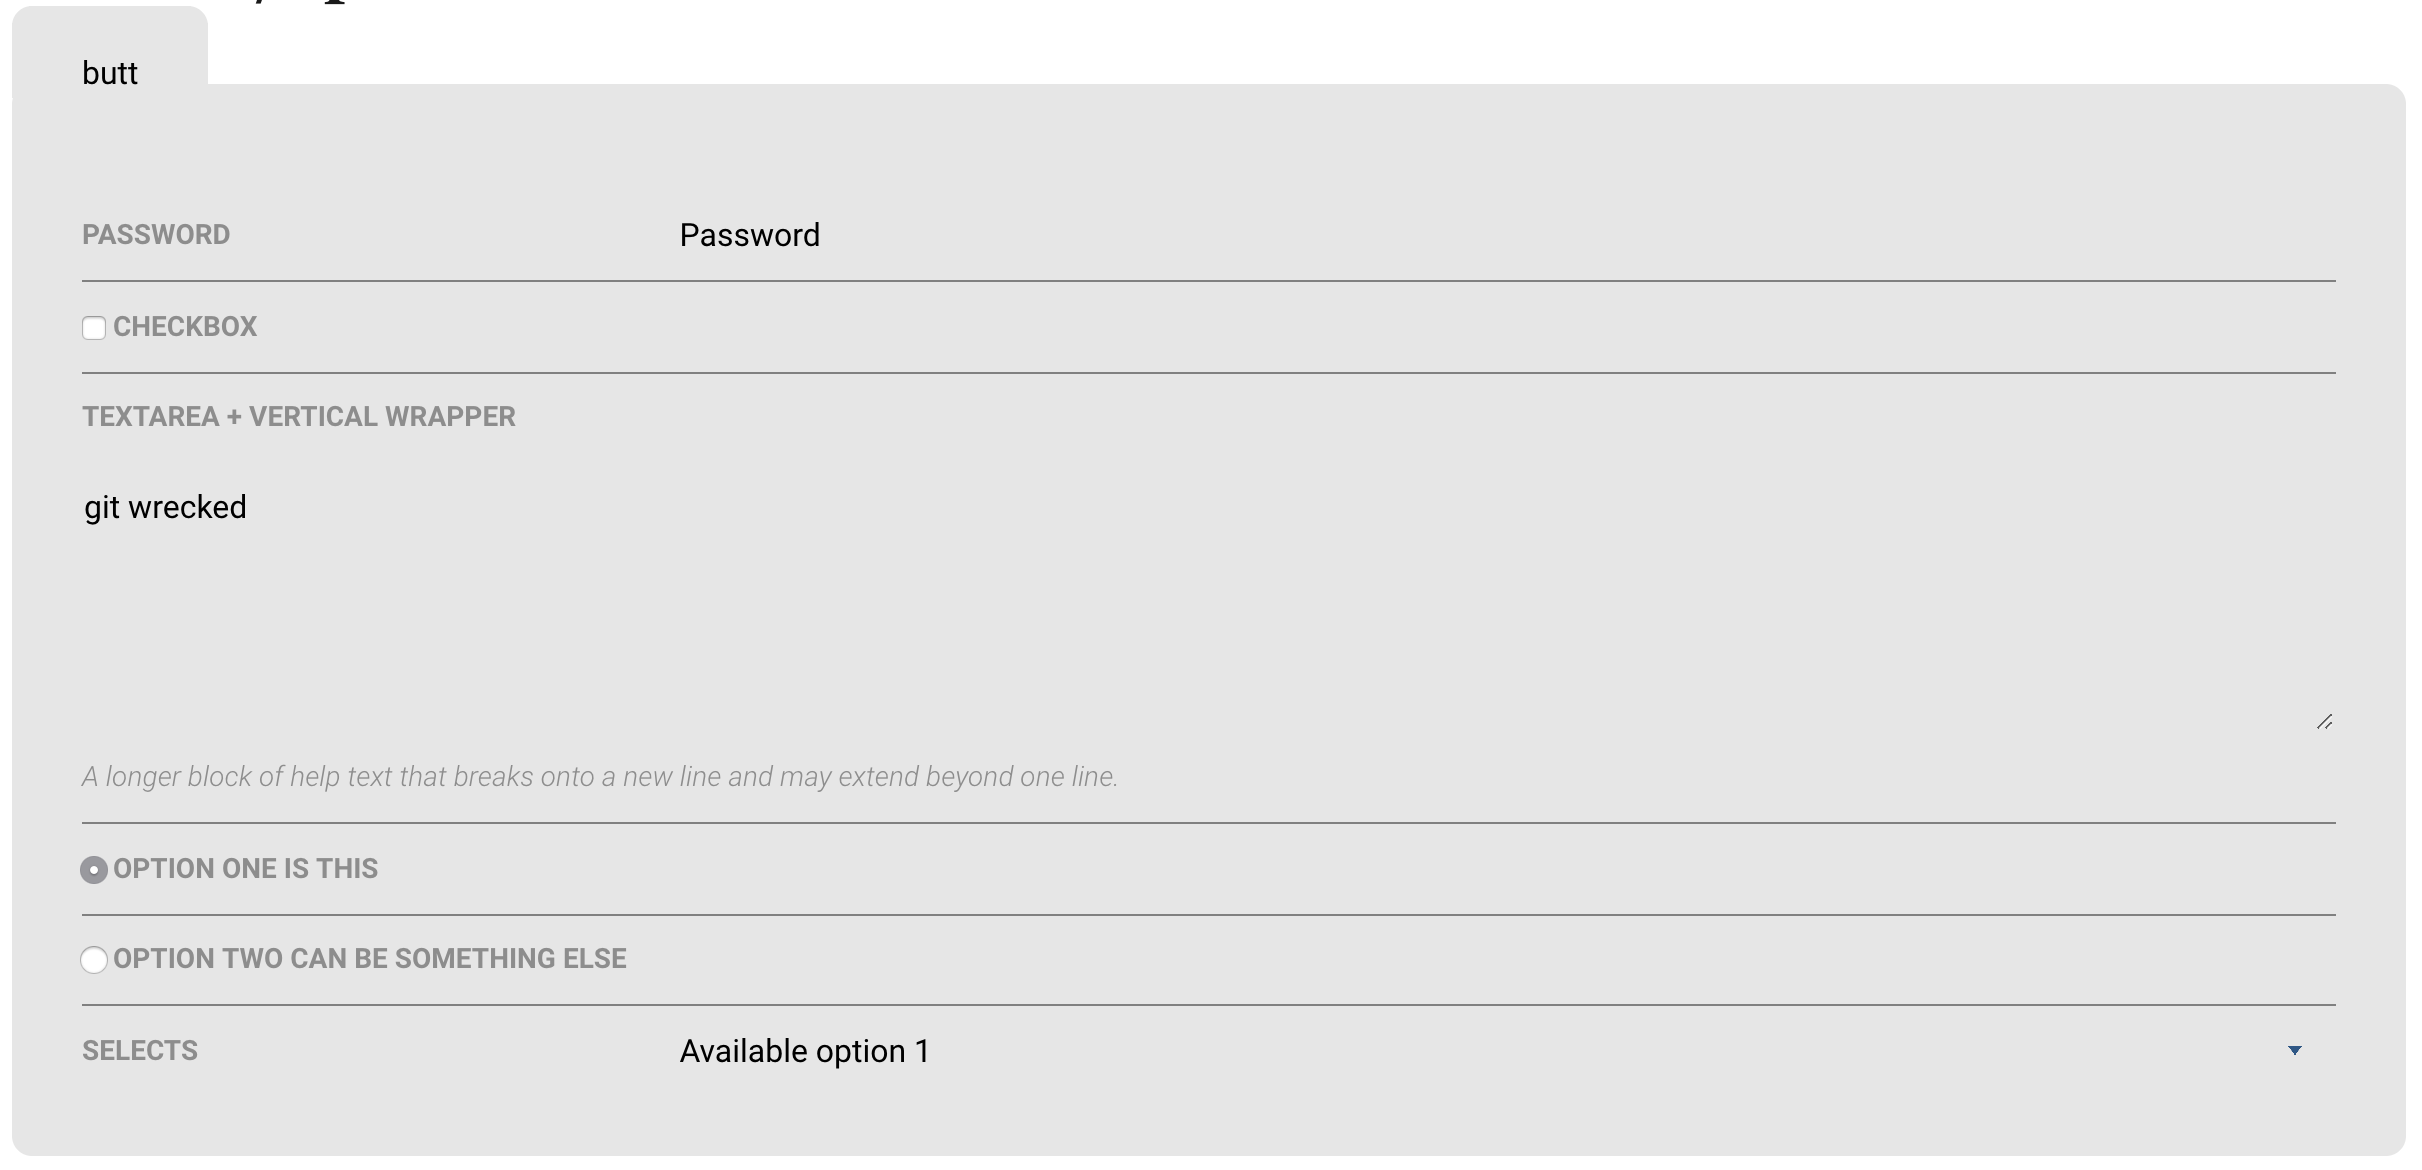 butt
PASSWORD Password
CHECKBOX
TEXTAREA + VERTICAL WRAPPER
git wrecked
A longer block of help text that breaks onto a new line and may extend beyond one line.
OPTION ONE IS THIS
OPTION TWO CAN BE SOMETHING ELSE
SELECTS Available option 1